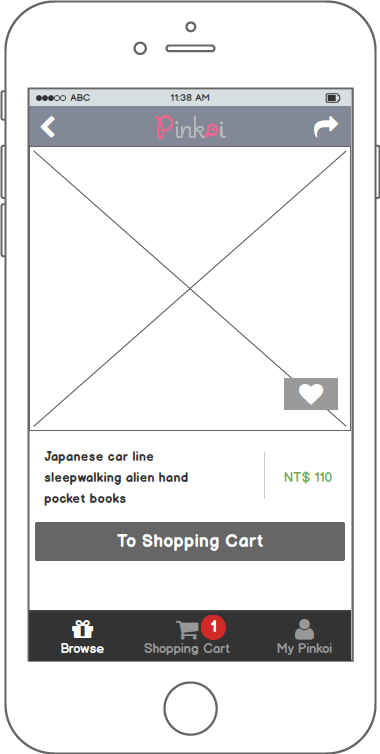 ABC
11:38 AM
Pinkoi
Japanese car line
sleepwalking alien hand
pocket books
NT$ 110
To Shopping Cart
1
Browse
Shopping Cart
My Pinkoi